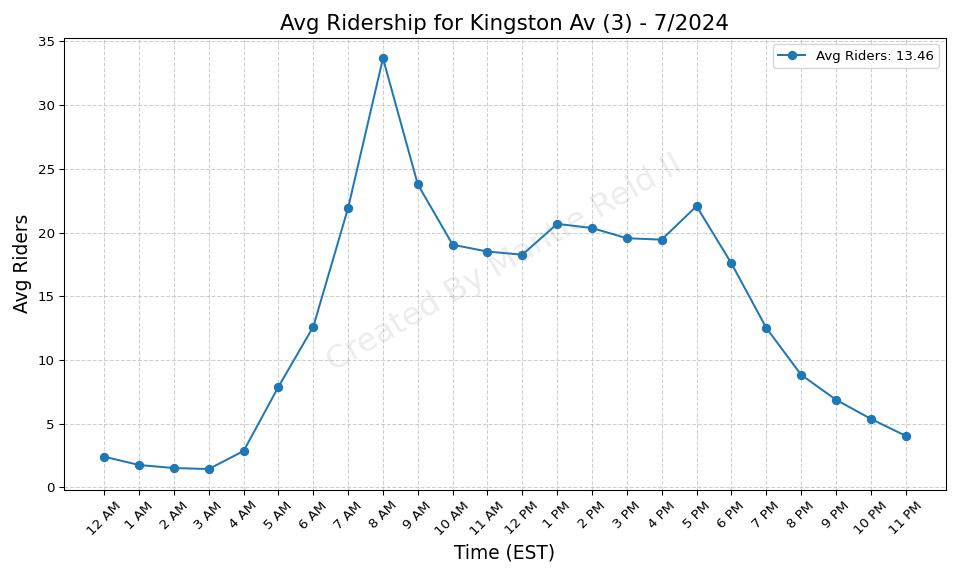 Avg Ridership for Kingston Av (3) - 7/2024
Avg Riders: 13.46
35
30
25
20
15
10
5
0
Avg Riders
Created By Mantie Reid II
12 AM
1 AM
2 AM
3 AM
4 AM
5 AM
6 AM
7 AM
8 AM
9 AM
10 AM
11 AM
12 PM
1 PM
2 PM
3 PM
4 PM
5 PM
6 PM
7 PM
8 PM
9 PM
10 PM
11 PM
Time (EST)